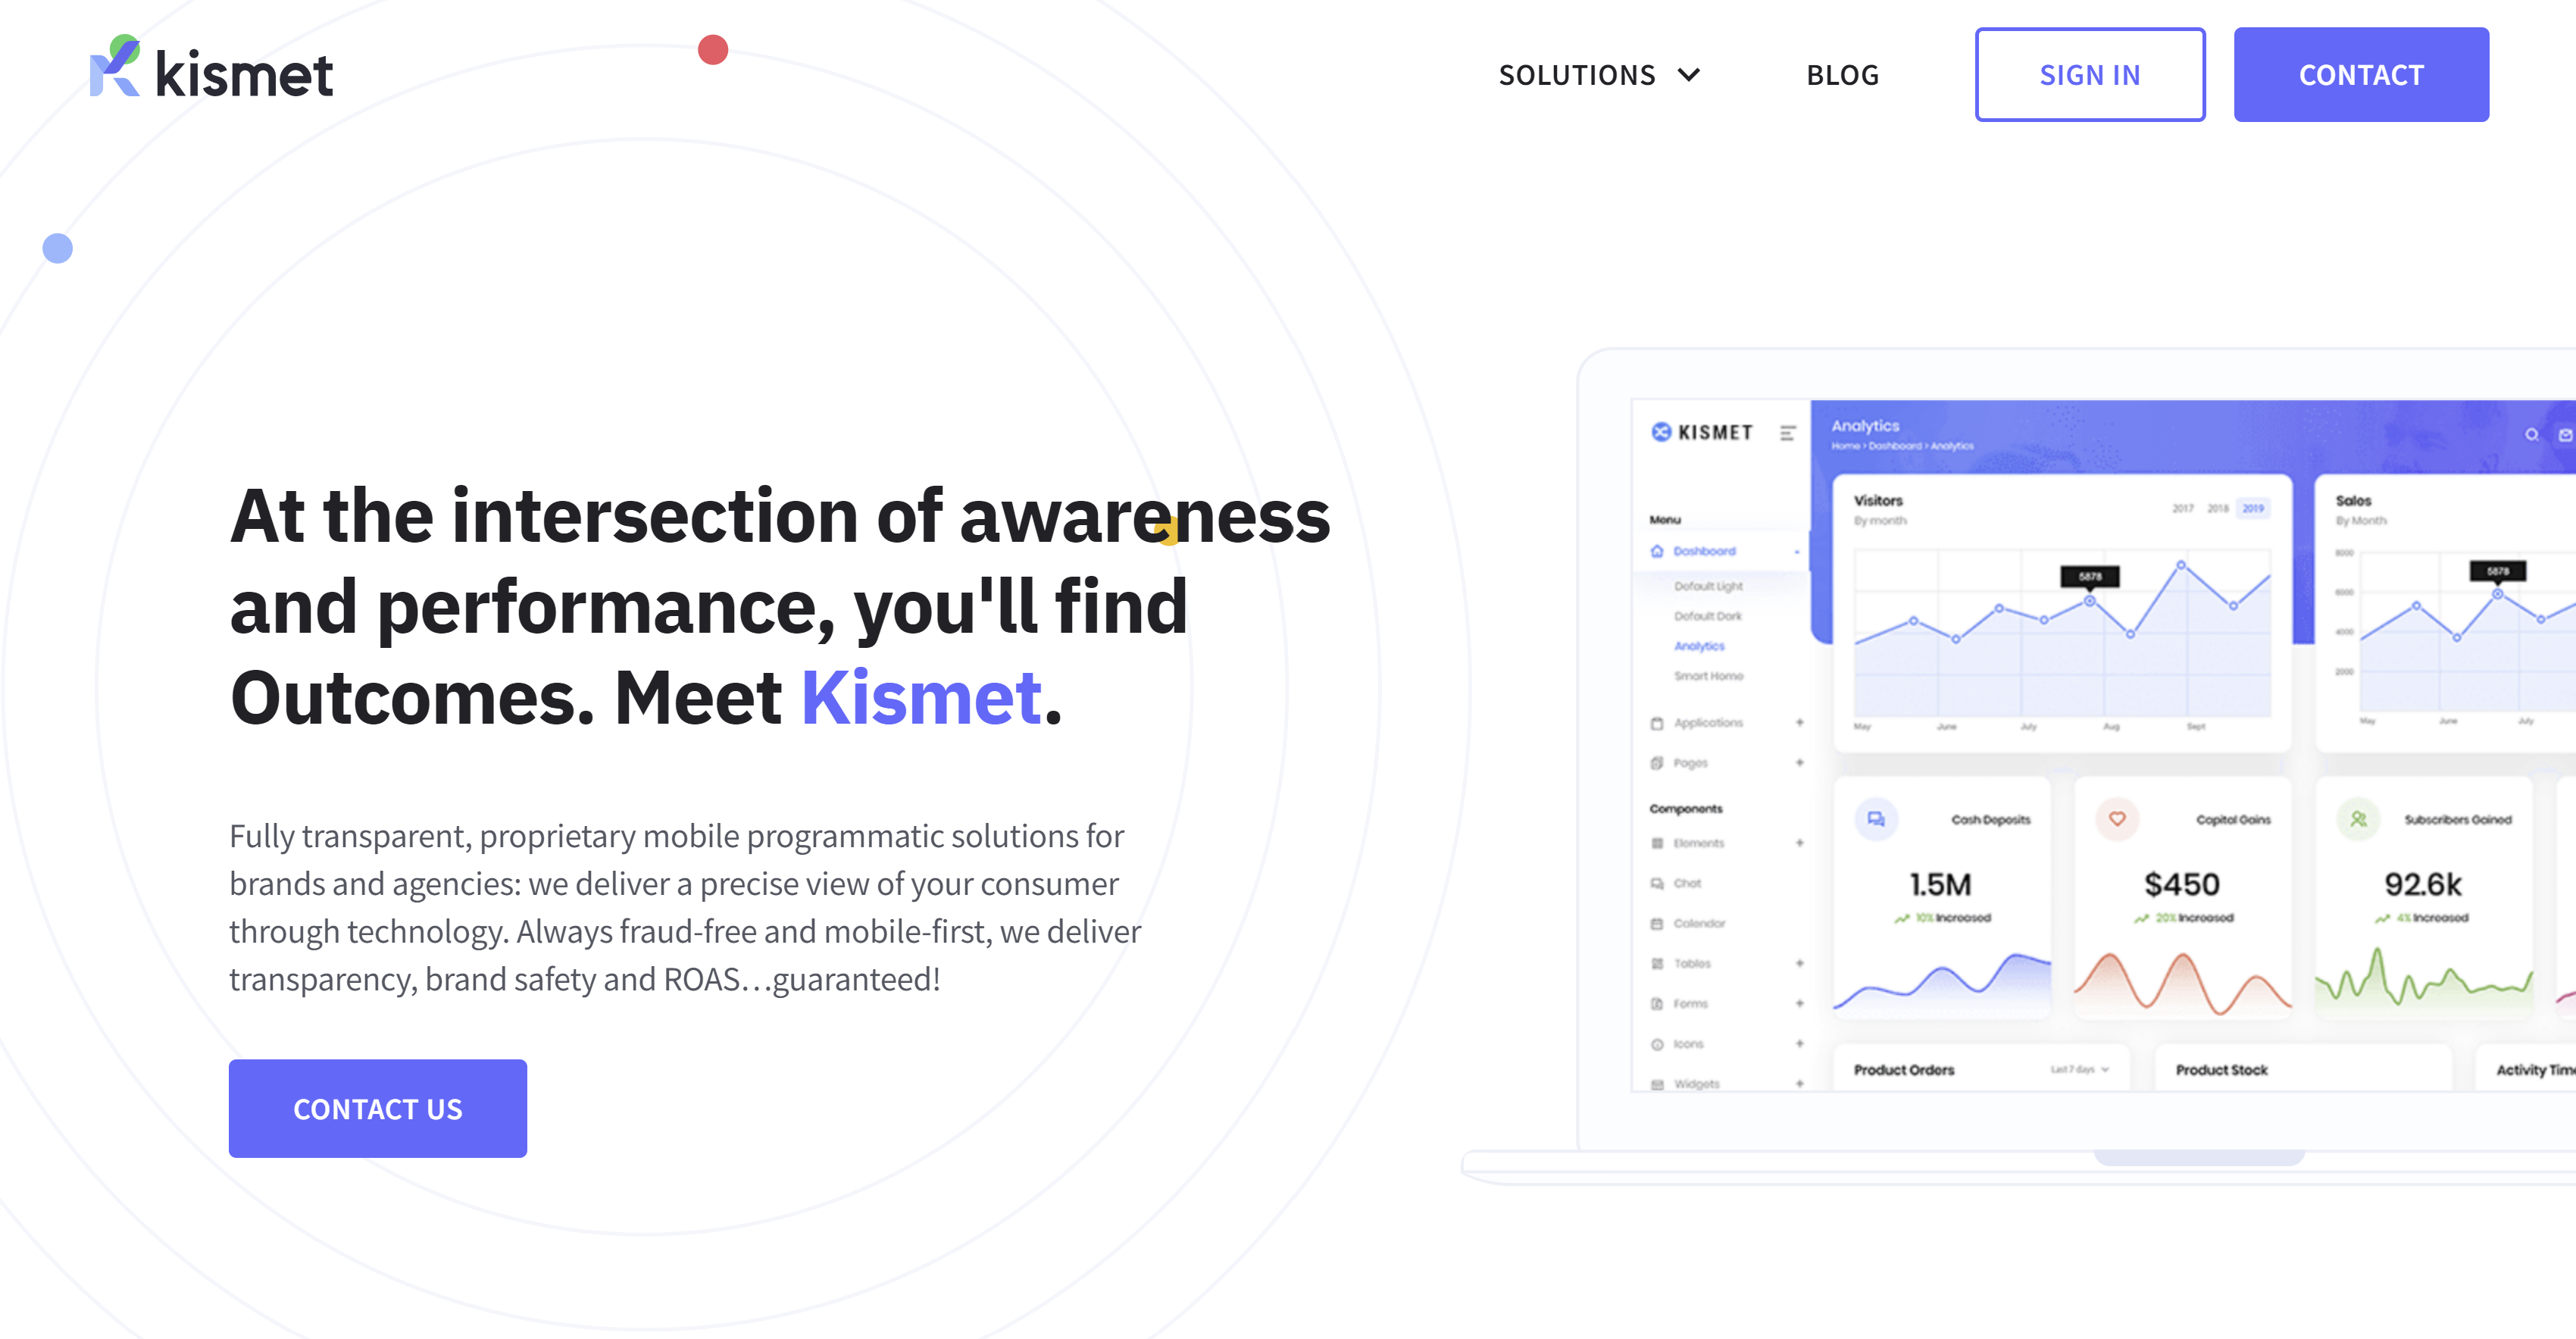 kismet
SOLUTIONS
BLOG
SIGN IN
CONTACT
At the intersection of awareness
and performance, you'll find
Outcomes. Meet Kismet.
Fully transparent, proprietary mobile programmatic solutions for
brands and agencies: we deliver a precise view of your consumer
through technology. Always fraud-free and mobile-first, we deliver
transparency, brand safety and ROAS…guaranteed!
CONTACT US
KISMET
Menu
Dashboard
Default Light
Default Dark
Analytics
Smart Home
Applications
Pages
Components
Elements
Chat
Calendar
Tables
Forms
Icons
Widgets
Analytics
Home > Dashboard > Analytics
Visitors
By month
2017 2018 2019
5878
May June July Aug Sept
Sales
By Month
8000
6000
4000
2000
5878
May June July
Cash Deposits
1.5M
10% Increased
Capital Gains
$450
20% Increased
Subscribers Gained
92.6k
4% Increased
Product Orders
Last 7 days
Product Stock
Activity Time